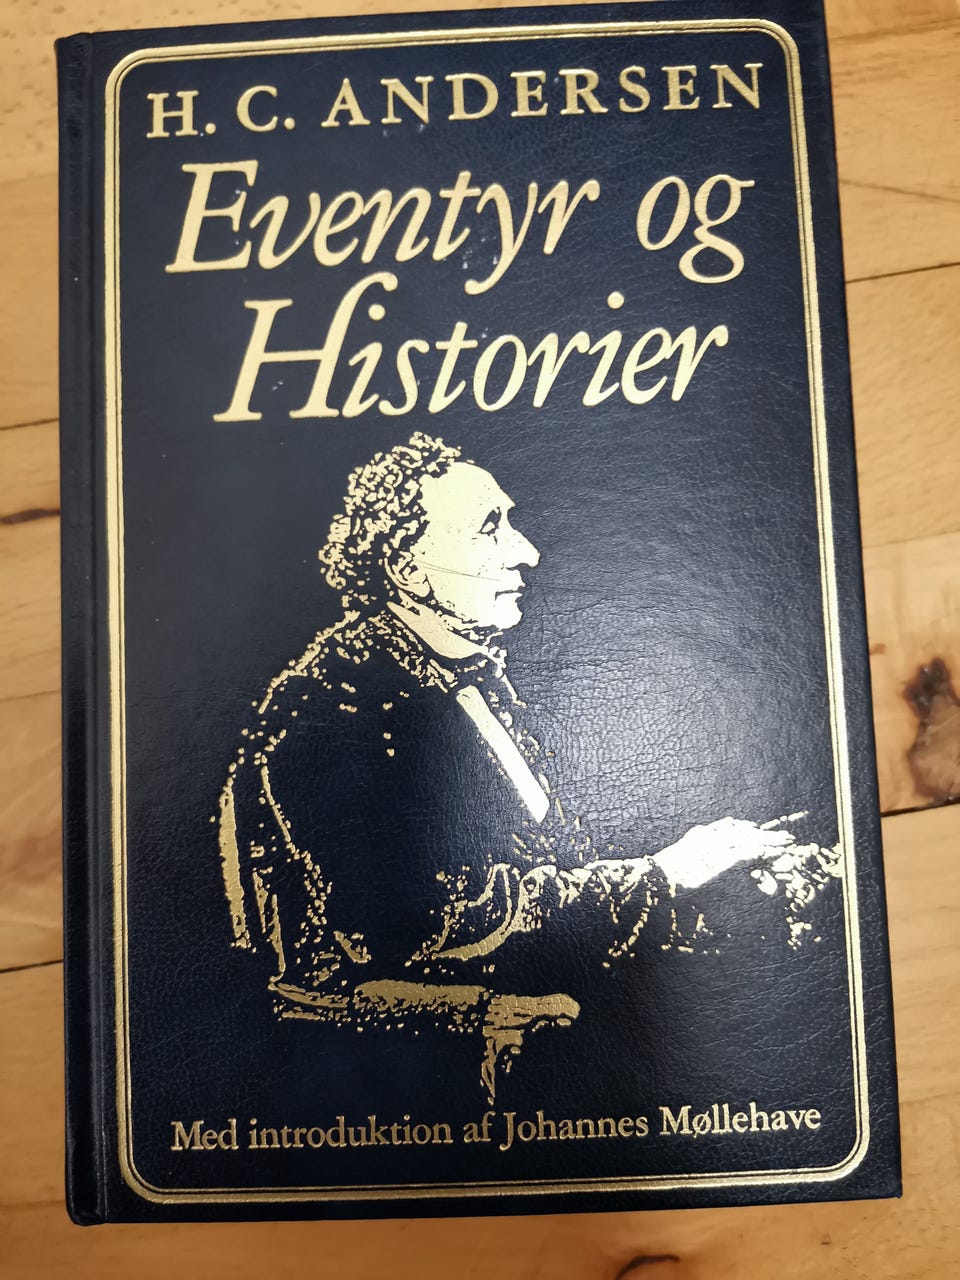 H. C. ANDERSEN
Eventyr og
Historier
Med introduktion af Johannes Møllehave